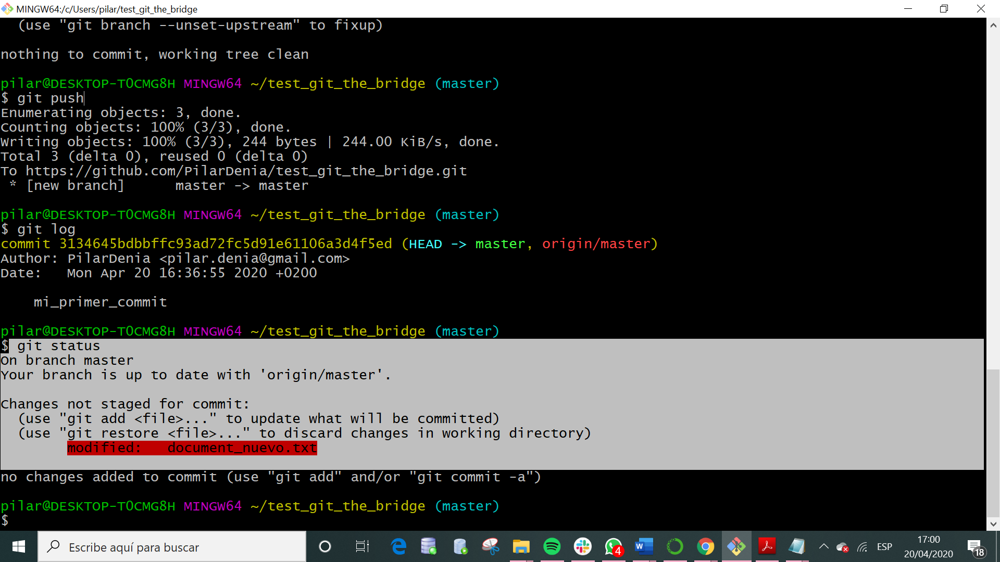 MINGW64:/c/Users/pilar/test_git_the_bridge
(use "git branch --unset-upstream" to fixup)
nothing to commit, working tree clean
pilar@DESKTOP-T0CMG8H MINGW64 ~/test_git_the_bridge (master)
$ git push
Enumerating objects: 3, done.
Counting objects: 100% (3/3), done.
Writing objects: 100% (3/3), 244 bytes | 244.00 KiB/s, done.
Total 3 (delta 0), reused 0 (delta 0)
To https://github.com/PilarDenia/test_git_the_bridge.git
* [new branch]      master -> master
pilar@DESKTOP-T0CMG8H MINGW64 ~/test_git_the_bridge (master)
$ git log
commit 3134645bdbbffc93ad72fc5d91e61106a3d4f5ed (HEAD -> master, origin/master)
Author: PilarDenia <pilar.denia@gmail.com>
Date:   Mon Apr 20 16:36:55 2020 +0200
mi_primer_commit
pilar@DESKTOP-T0CMG8H MINGW64 ~/test_git_the_bridge (master)
$ git status
On branch master
Your branch is up to date with 'origin/master'.
Changes not staged for commit:
(use "git add <file>..." to update what will be committed)
(use "git restore <file>..." to discard changes in working directory)
modified:   document_nuevo.txt
no changes added to commit (use "git add" and/or "git commit -a")
pilar@DESKTOP-T0CMG8H MINGW64 ~/test_git_the_bridge (master)
$
Escribe aquí para buscar
4
W
ESP
17:00
20/04/2020
18